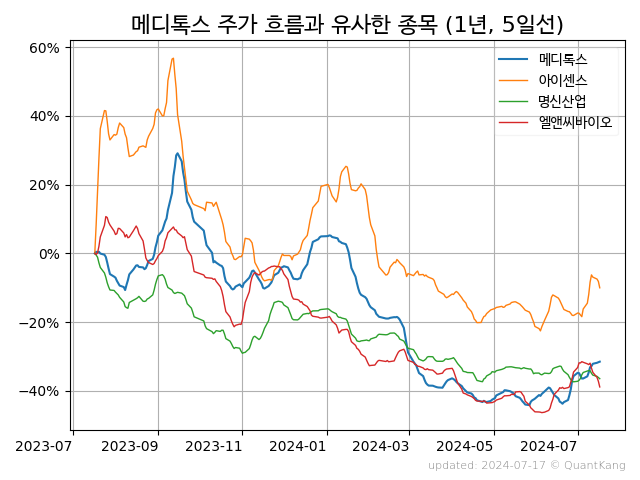 메디톡스 주가 흐름과 유사한 종목 (1년, 5일선)
메디톡스
아이센스
명신산업
엘앤씨바이오
60%
40%
20%
0%
−20%
−40%
2023-07 2023-09 2023-11 2024-01 2024-03 2024-05 2024-07
updated: 2024-07-17 © QuantKang